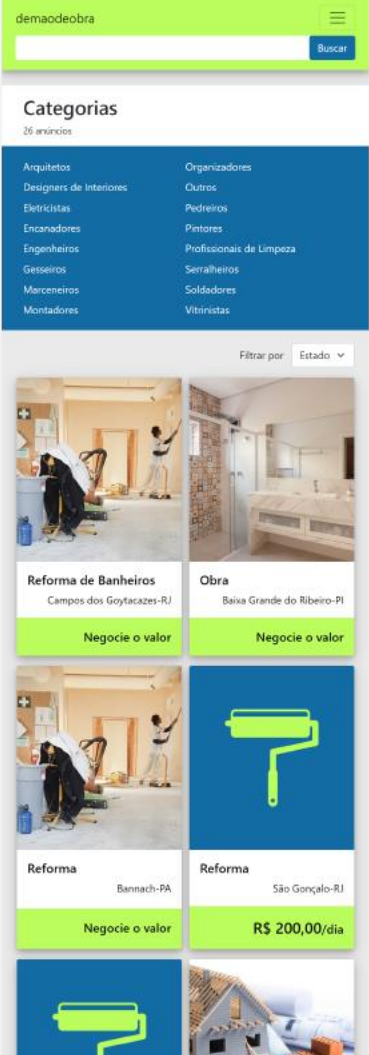 demaodeobra
Buscar
Categorias
26 anúncios
Arquitetos
Designers de Interiores
Eletricistas
Encanadores
Engenheiros
Gesseiros
Marceneiros
Montadores
Organizadores
Outros
Pedreiros
Pintores
Profissionais de Limpeza
Serralheiros
Soldadores
Vitrinistas
Filtrar por
Estado
Reforma de Banheiros
Campos dos Goytacazes-RJ
Negocie o valor
Obra
Baixa Grande do Ribeiro-PI
Negocie o valor
Reforma
Bannach-PA
Negocie o valor
Reforma
São Gonçalo-RJ
R$ 200,00/dia